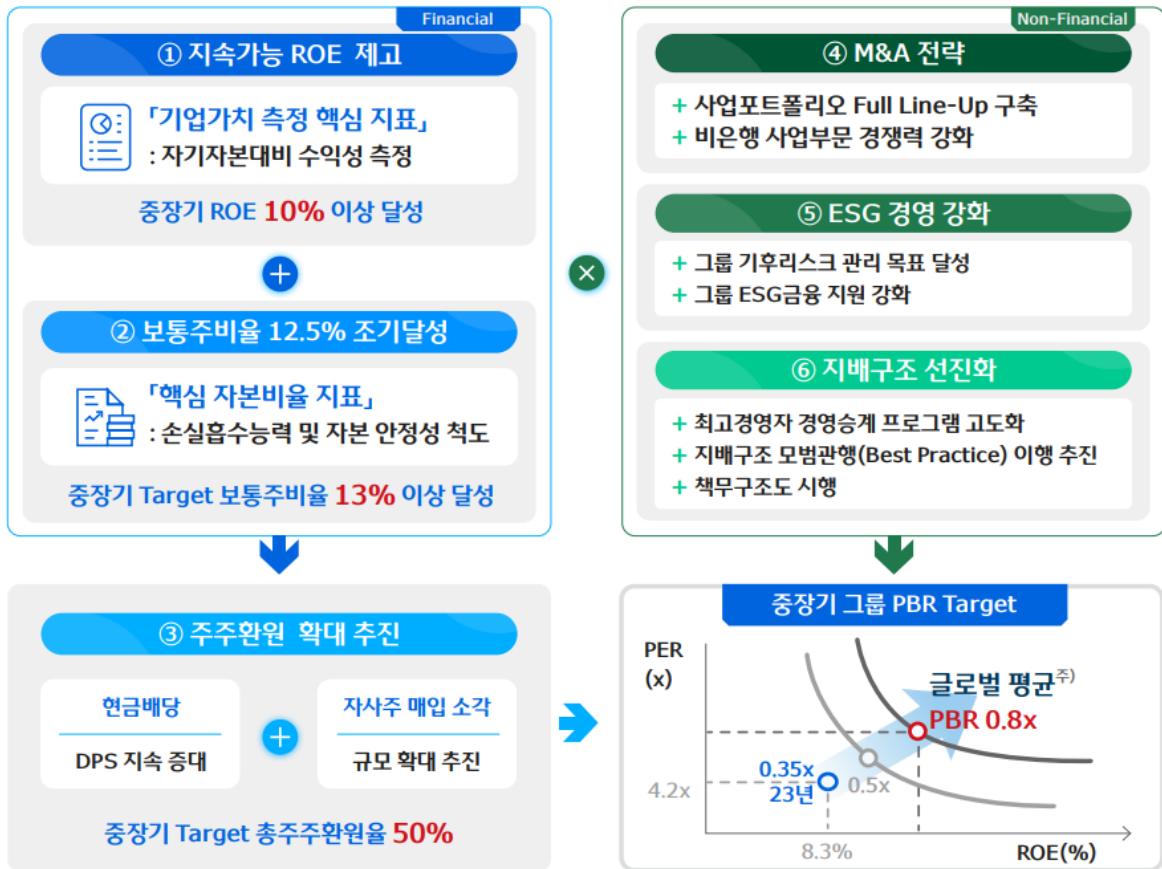 Financial
① 지속가능 ROE 제고
「기업가치 측정 핵심 지표」
: 자기자본대비 수익성 측정
중장기 ROE 10% 이상 달성
+
② 보통주비율 12.5% 조기달성
「핵심 자본비율 지표」
: 손실흡수능력 및 자본 안정성 척도
중장기 Target 보통주비율 13% 이상 달성
×
Non-Financial
④ M&A 전략
+ 사업포트폴리오 Full Line-Up 구축
+ 비은행 사업부문 경쟁력 강화
⑤ ESG 경영 강화
+ 그룹 기후리스크 관리 목표 달성
+ 그룹 ESG금융 지원 강화
⑥ 지배구조 선진화
+ 최고경영자 경영승계 프로그램 고도화
+ 지배구조 모범관행(Best Practice) 이행 추진
+ 책무구조도 시행
③ 주주환원 확대 추진
현금배당
DPS 지속 증대
+
자사주 매입 소각
규모 확대 추진
중장기 Target 총주주환원율 50%
중장기 그룹 PBR Target
PER
(x)
글로벌 평균주)
PBR 0.8x
0.35x
23년
0.5x
4.2x
8.3%
ROE(%)